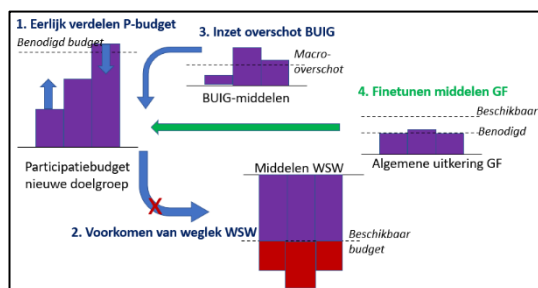 1. Eerlijk verdelen P-budget
Benodigd budget
Participatiebudget
nieuwe doelgroep
3. Inzet overschot BUIG
Macro-
overschot
BUIG-middelen
4. Finetunen middelen GF
Beschikbaar
Benodigd
Algemene uitkering GF
Middelen WSW
2. Voorkomen van weglek WSW
Beschikbaar
budget
X